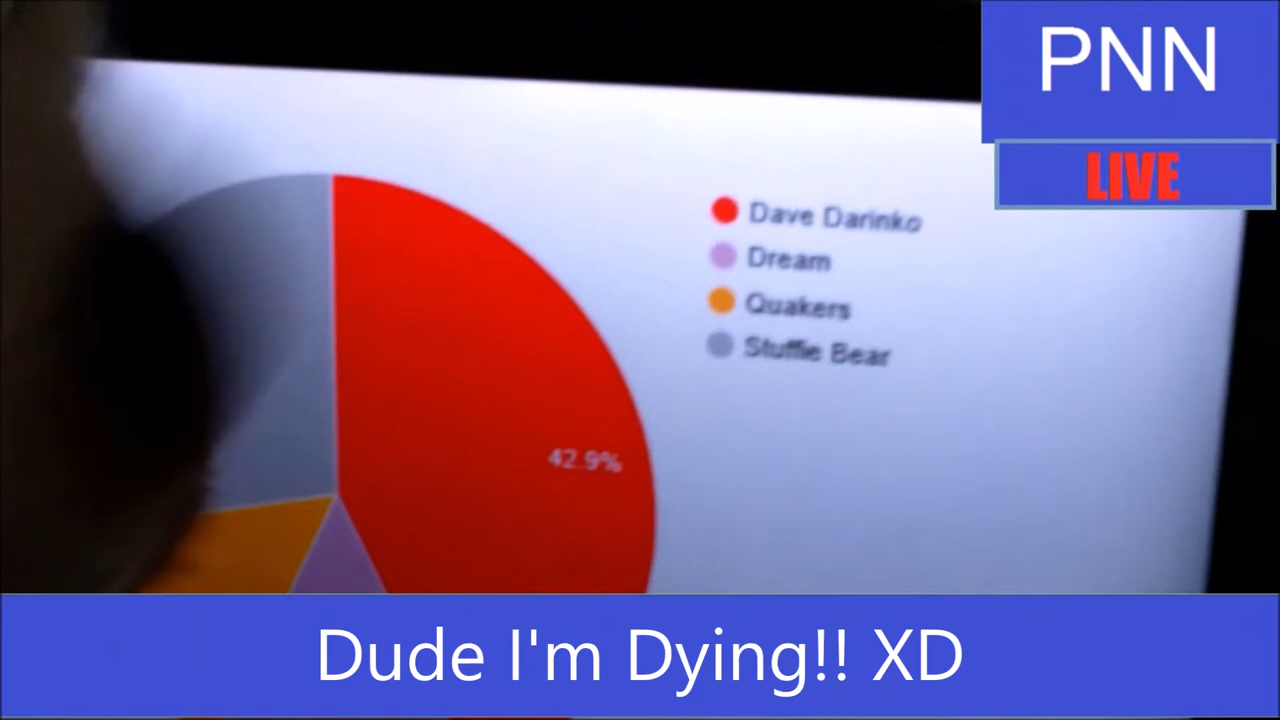 PNN
LIVE
Dave Darinko
Dream
Quakers
Stuffie Bear
42.9%
Dude I'm Dying!! XD